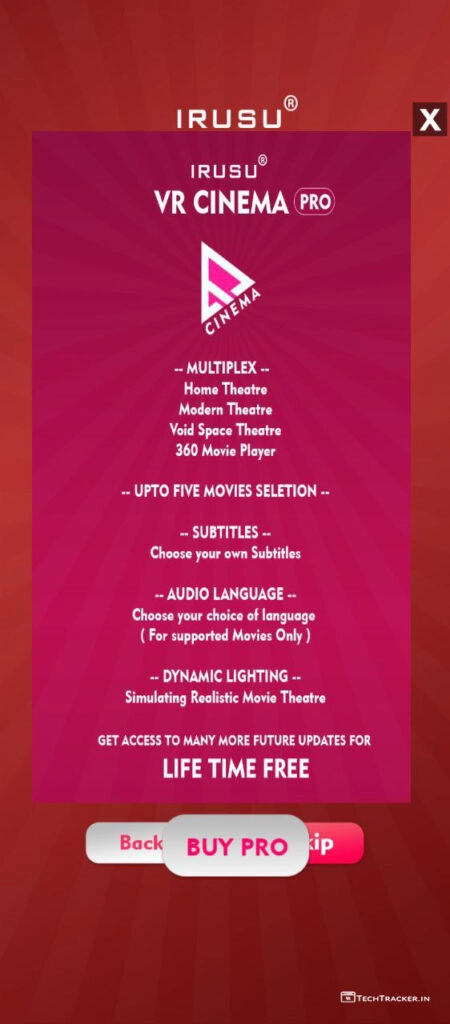 IRUSU®
X
IRUSU®
VR CINEMA PRO
CINEMA
-- MULTIPLEX --
Home Theatre
Modern Theatre
Void Space Theatre
360 Movie Player
-- UPTO FIVE MOVIES SELETION --
-- SUBTITLES --
Choose your own Subtitles
-- AUDIO LANGUAGE --
Choose your choice of language
( For supported Movies Only )
-- DYNAMIC LIGHTING --
Simulating Realistic Movie Theatre
GET ACCESS TO MANY MORE FUTURE UPDATES FOR
LIFE TIME FREE
Back BUY PRO kip
TECHTRACKER.IN